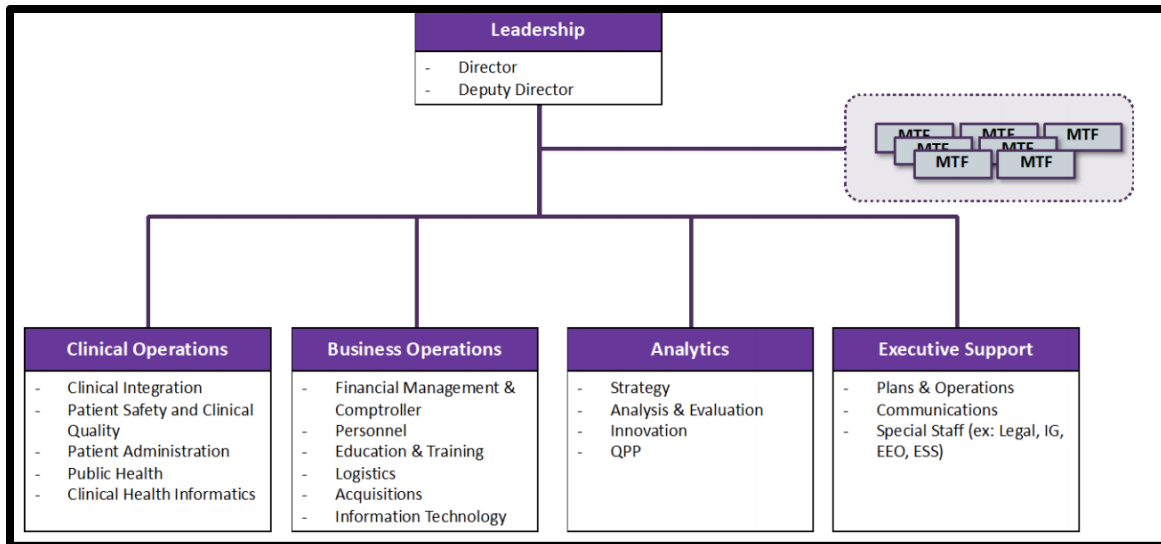 Leadership
- Director
- Deputy Director
MTF MTF MTF
MTF MTF
MTF MTF
Clinical Operations
- Clinical Integration
- Patient Safety and Clinical
Quality
- Patient Administration
- Public Health
- Clinical Health Informatics
Business Operations
- Financial Management &
Comptroller
- Personnel
- Education & Training
- Logistics
- Acquisitions
- Information Technology
Analytics
- Strategy
- Analysis & Evaluation
- Innovation
- QPP
Executive Support
- Plans & Operations
- Communications
- Special Staff (ex: Legal, IG,
EEO, ESS)